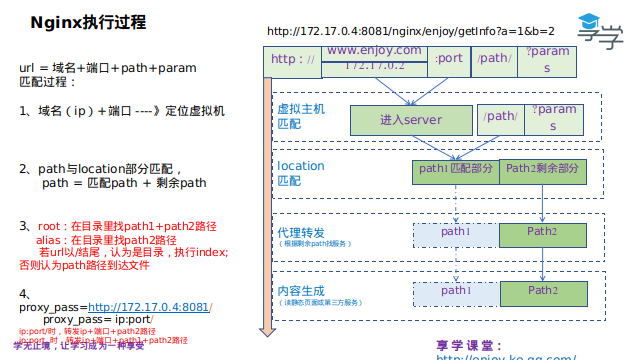 Nginx执行过程
http://172.17.0.4:8081/nginx/enjoy/getInfo?a=1&b=2
享学
url = 域名+端口+path+param
匹配过程：
1、域名（ip）+端口 ----》定位虚拟机
2、path与location部分匹配，
path = 匹配path + 剩余path
3、root：在目录里找path1+path2路径
alias：在目录里找path2路径
若url以/结尾，认为是目录，执行index;
否则认为path路径到达文件
4、
proxy_pass=http://172.17.0.4:8081/
proxy_pass= ip:port/
ip:port/时，转发ip+端口+path2路径
ip:port 时，转发ip+端口+path1+path2路径
学无止境，让学习成为一种享受
http：//
www.enjoy.com
172.17.0.2
:port
/path/
?params
虚拟主机
匹配
进入server
/path/
?params
location
匹配
path1匹配部分
Path2剩余部分
代理转发
（根据剩余path找服务）
path1
Path2
内容生成
（读静态页面或第三方服务）
path1
Path2
享学课堂：
http://enjoy.ke.qq.com/